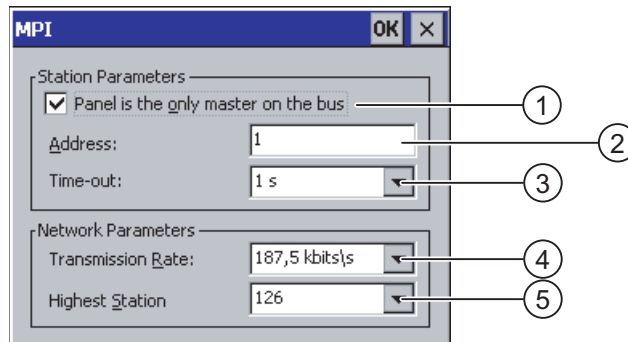 MPI OK ×
Station Parameters
Panel is the only master on the bus 1
Address: 1 2
Time-out: 1 s 3
Network Parameters
Transmission Rate: 187,5 kbits\s 4
Highest Station 126 5